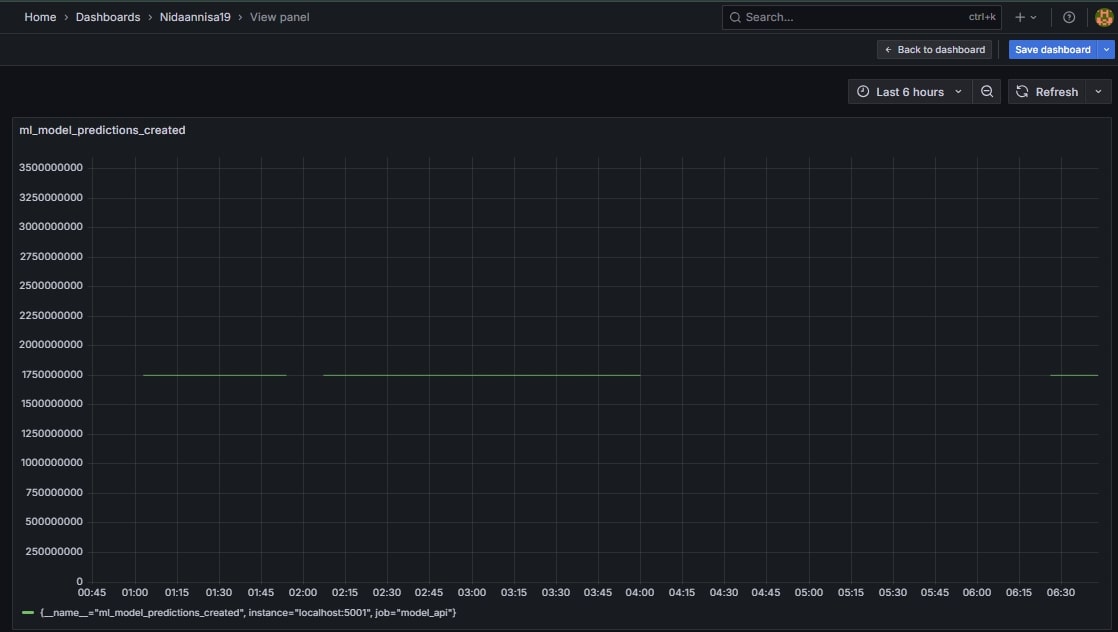 Home > Dashboards > Nidaannisa19 > View panel
Search... ctrl+k
Back to dashboard
Save dashboard
Last 6 hours
Refresh
ml_model_predictions_created
3500000000
3250000000
3000000000
2750000000
2500000000
2250000000
2000000000
1750000000
1500000000
1250000000
1000000000
750000000
500000000
250000000
0
00:45 01:00 01:15 01:30 01:45 02:00 02:15 02:30 02:45 03:00 03:15 03:30 03:45 04:00 04:15 04:30 04:45 05:00 05:15 05:30 05:45 06:00 06:15 06:30
{__name__="ml_model_predictions_created", instance="localhost:5001", job="model_api"}